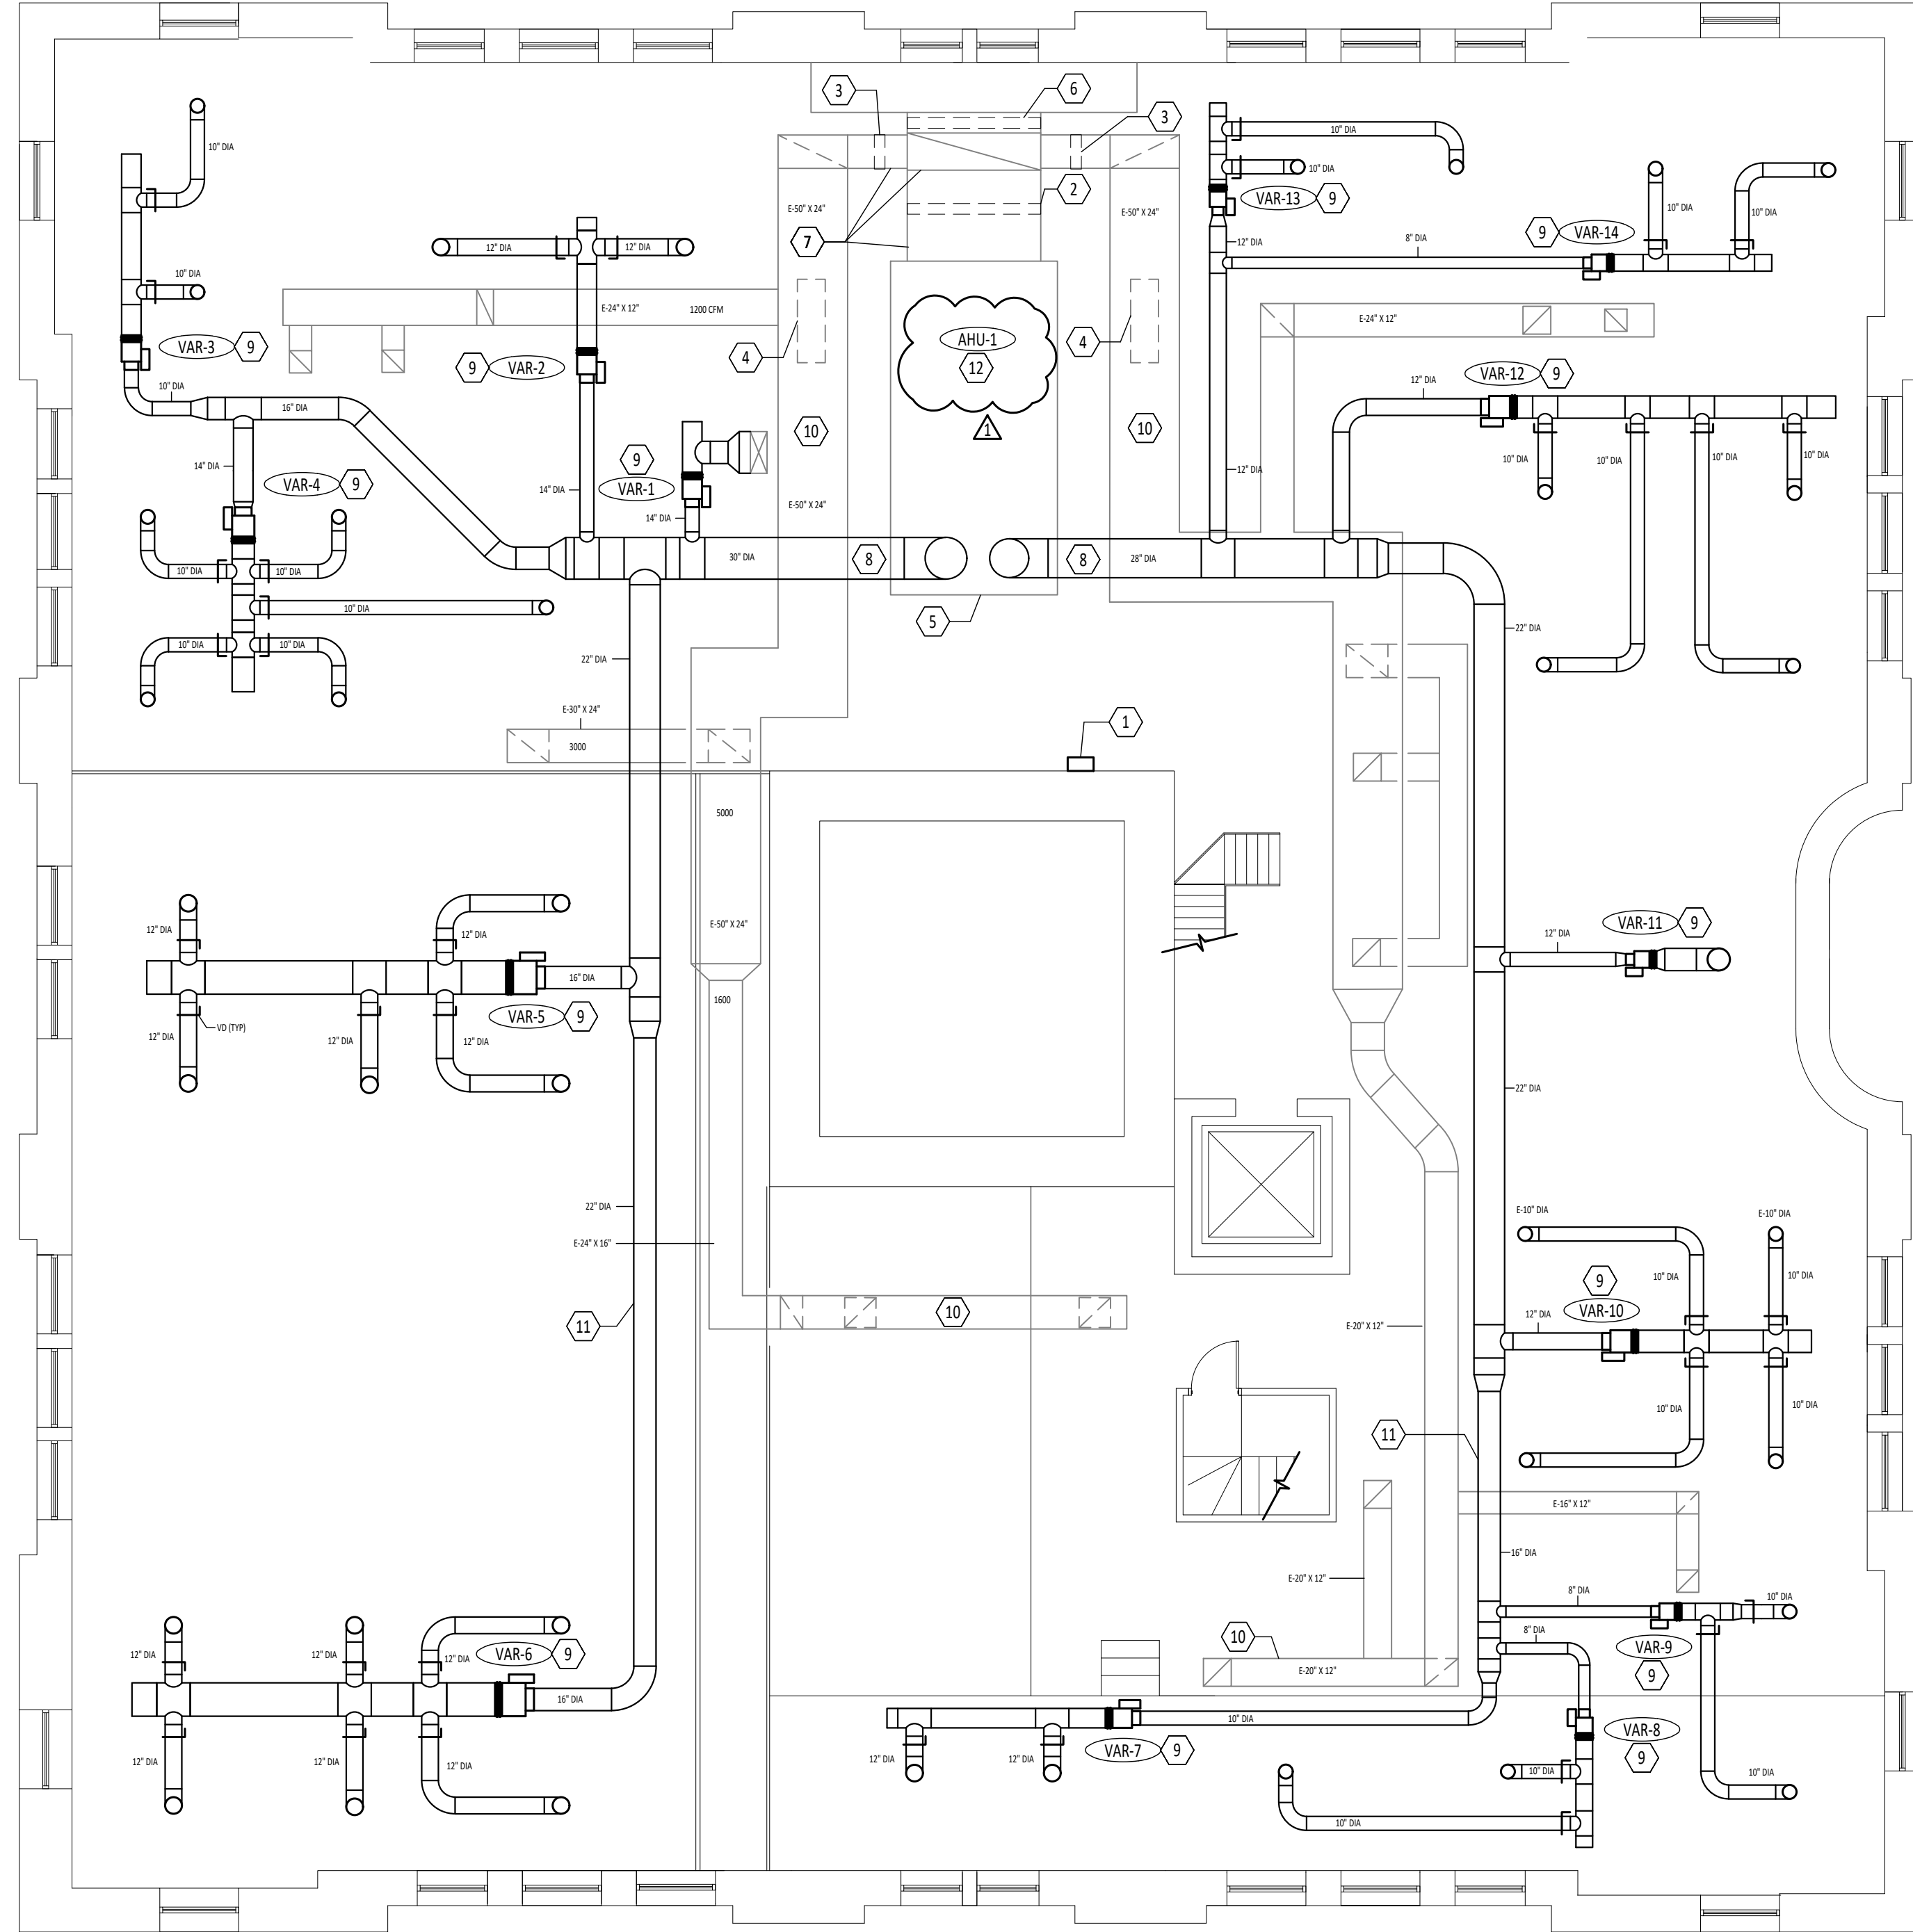 6
3
3
10" DIA
10" DIA
10" DIA
2
VAR-13
9
E-50" X 24"
E-50" X 24"
10" DIA
10" DIA
9
VAR-14
7
12" DIA
12" DIA
12" DIA
8" DIA
10" DIA
E-24" X 12"
1200 CFM
E-24" X 12"
VAR-3
9
AHU-1
4
4
12
9
VAR-2
VAR-12
9
10" DIA
12" DIA
16" DIA
1
10
10
9
14" DIA
12" DIA
10" DIA
10" DIA
10" DIA
10" DIA
VAR-4
9
14" DIA
VAR-1
E-50" X 24"
14" DIA
30" DIA
8
8
28" DIA
10" DIA
10" DIA
10" DIA
5
22" DIA
10" DIA
10" DIA
22" DIA
E-30" X 24"
1
3000
5000
12" DIA
12" DIA
E-50" X 24"
VAR-11
9
12" DIA
16" DIA
1600
VAR-5
9
VD (TYP)
12" DIA
12" DIA
12" DIA
22" DIA
22" DIA
E-10" DIA
E-10" DIA
E-24" X 16"
9
10" DIA
10" DIA
11
10
VAR-10
12" DIA
E-20" X 12"
10" DIA
10" DIA
11
E-16" X 12"
16" DIA
E-20" X 12"
8" DIA
10" DIA
10
8" DIA
12" DIA
12" DIA
12" DIA
VAR-6
9
VAR-9
E-20" X 12"
9
16" DIA
10" DIA
VAR-8
VAR-7
9
9
12" DIA
12" DIA
12" DIA
12" DIA
12" DIA
10" DIA
10" DIA
10" DIA